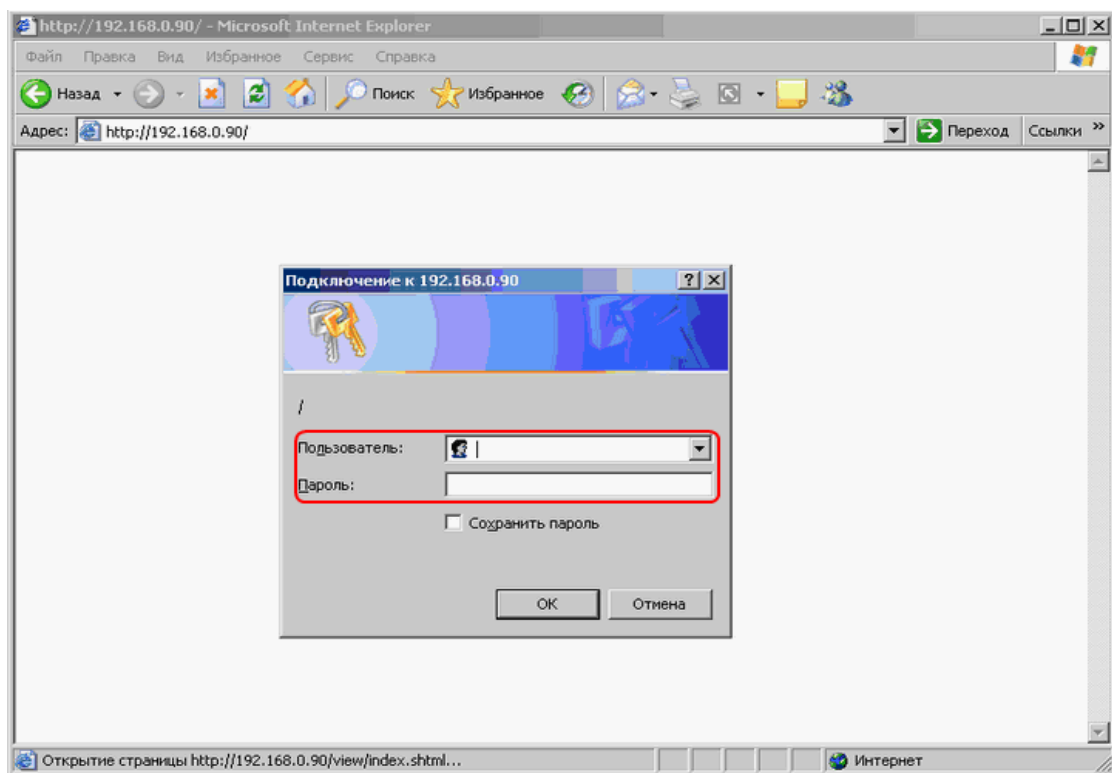 http://192.168.0.90/ - Microsoft Internet Explorer
Файл Правка Вид Избранное Сервис Справка
Назад Поиск Избранное
Адрес: http://192.168.0.90/ Переход Ссылки »
Подключение к 192.168.0.90
/
Пользователь:
Пароль:
Сохранить пароль
OK Отмена
Открытие страницы http://192.168.0.90/view/index.shtml... Интернет